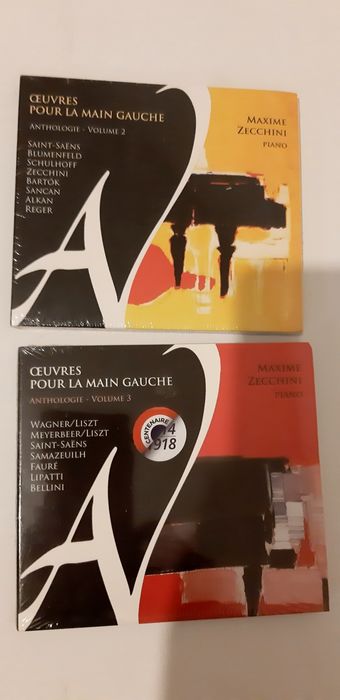 ŒUVRES
POUR LA MAIN GAUCHE
ANTHOLOGIE - VOLUME 2
SAINT-SAËNS
BLUMENFELD
SCHULHOFF
ZECCHINI
BARTÓK
SANCAN
ALKAN
REGER
MAXIME
ZECCHINI
PIANO
ŒUVRES
POUR LA MAIN GAUCHE
ANTHOLOGIE - VOLUME 3
WAGNER/LISZT
MEYERBEER/LISZT
SAINT-SAËNS
SAMAZEUILH
FAURÉ
LIPATTI
BELLINI
CENTENAIRE
14
1918
MAXIME
ZECCHINI
PIANO